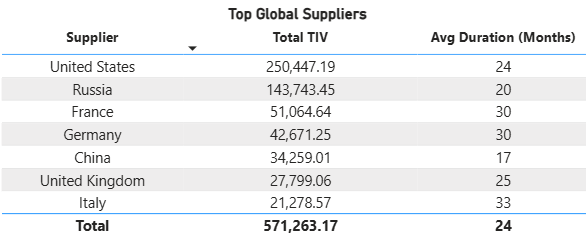 Top Global Suppliers
Supplier Total TIV Avg Duration (Months)
United States 250,447.19 24
Russia 143,743.45 20
France 51,064.64 30
Germany 42,671.25 30
China 34,259.01 17
United Kingdom 27,799.06 25
Italy 21,278.57 33
Total 571,263.17 24